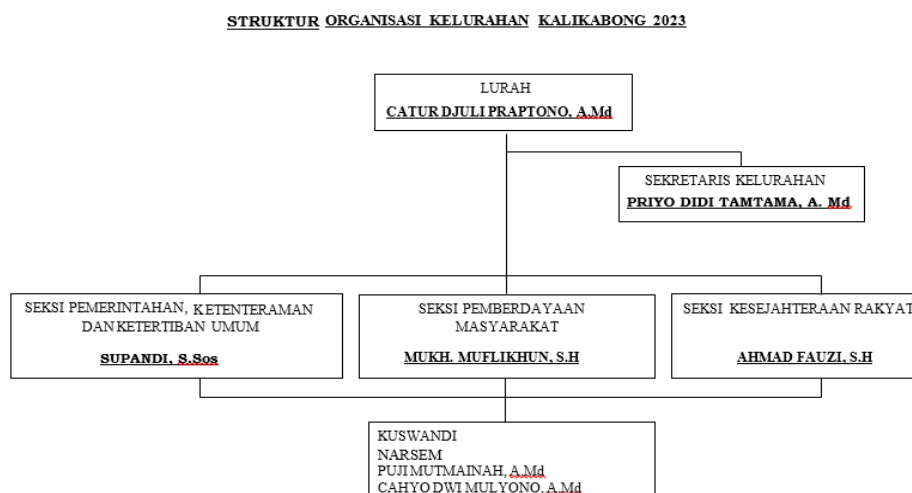 STRUKTUR ORGANISASI KELURAHAN KALIKABONG 2023
LURAH
CATUR DJULI PRAPTONO, A.Md
SEKRETARIS KELURAHAN
PRIYO DIDI TAMTAMA, A. Md
SEKSI PEMERINTAHAN, KETENTERAMAN
DAN KETERTIBAN UMUM
SUPANDI, S.Sos
SEKSI PEMBERDAYAAN
MASYARAKAT
MUKH. MUFLIKHUN, S.H
SEKSI KESEJAHTERAAN RAKYAT
AHMAD FAUZI, S.H
KUSWANDI
NARSEM
PUJI MUTMAINAH, A.Md
CAHYO DWI MULYONO, A.Md